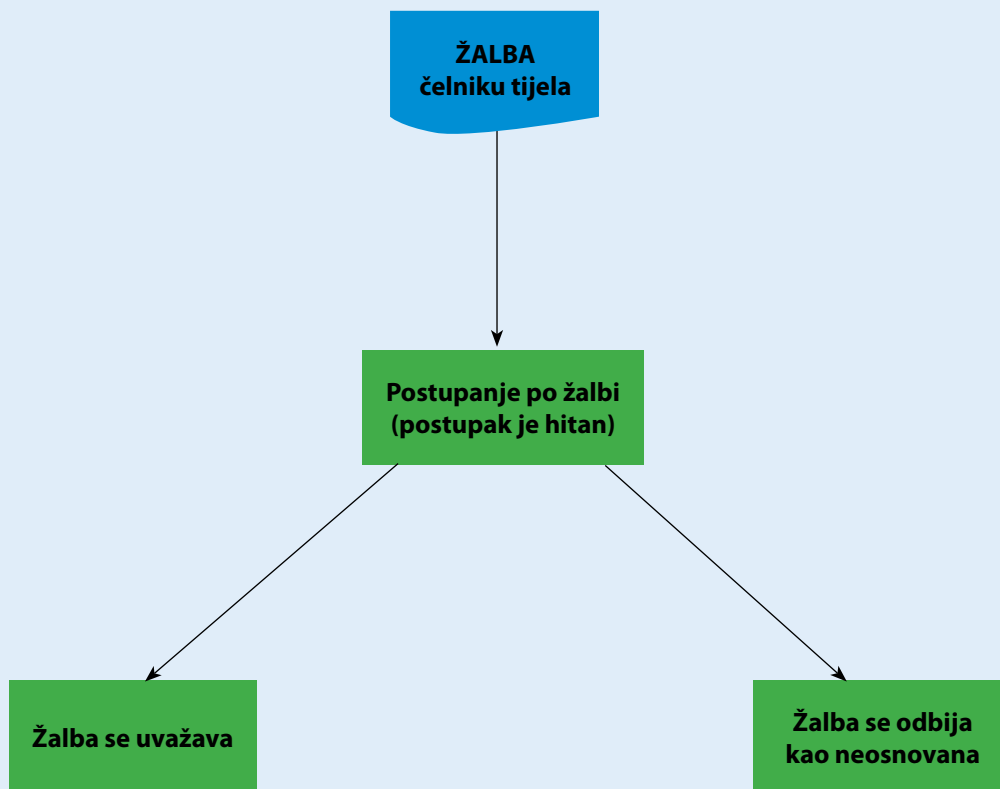 ŽALBA
čelniku tijela
Postupanje po žalbi
(postupak je hitan)
Žalba se uvažava
Žalba se odbija
kao neosnovana